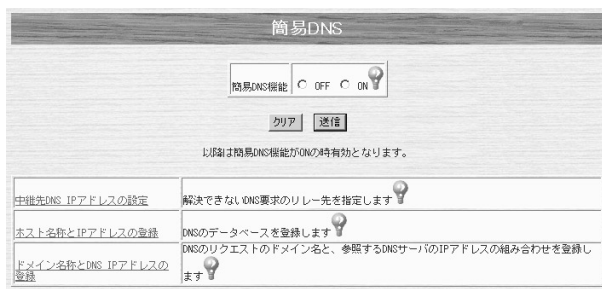 簡易DNS
簡易DNS機能 OFF ON
クリア 送信
以降は簡易DNS機能がONの時有効となります。
中継先DNS IPアドレスの設定 解決できないDNS要求のリレー先を指定します
ホスト名称とIPアドレスの登録 DNSのデータベースを登録します
ドメイン名称とDNS IPアドレスの登録 DNSのリクエストのドメイン名と、参照するDNSサーバのIPアドレスの組み合わせを登録します